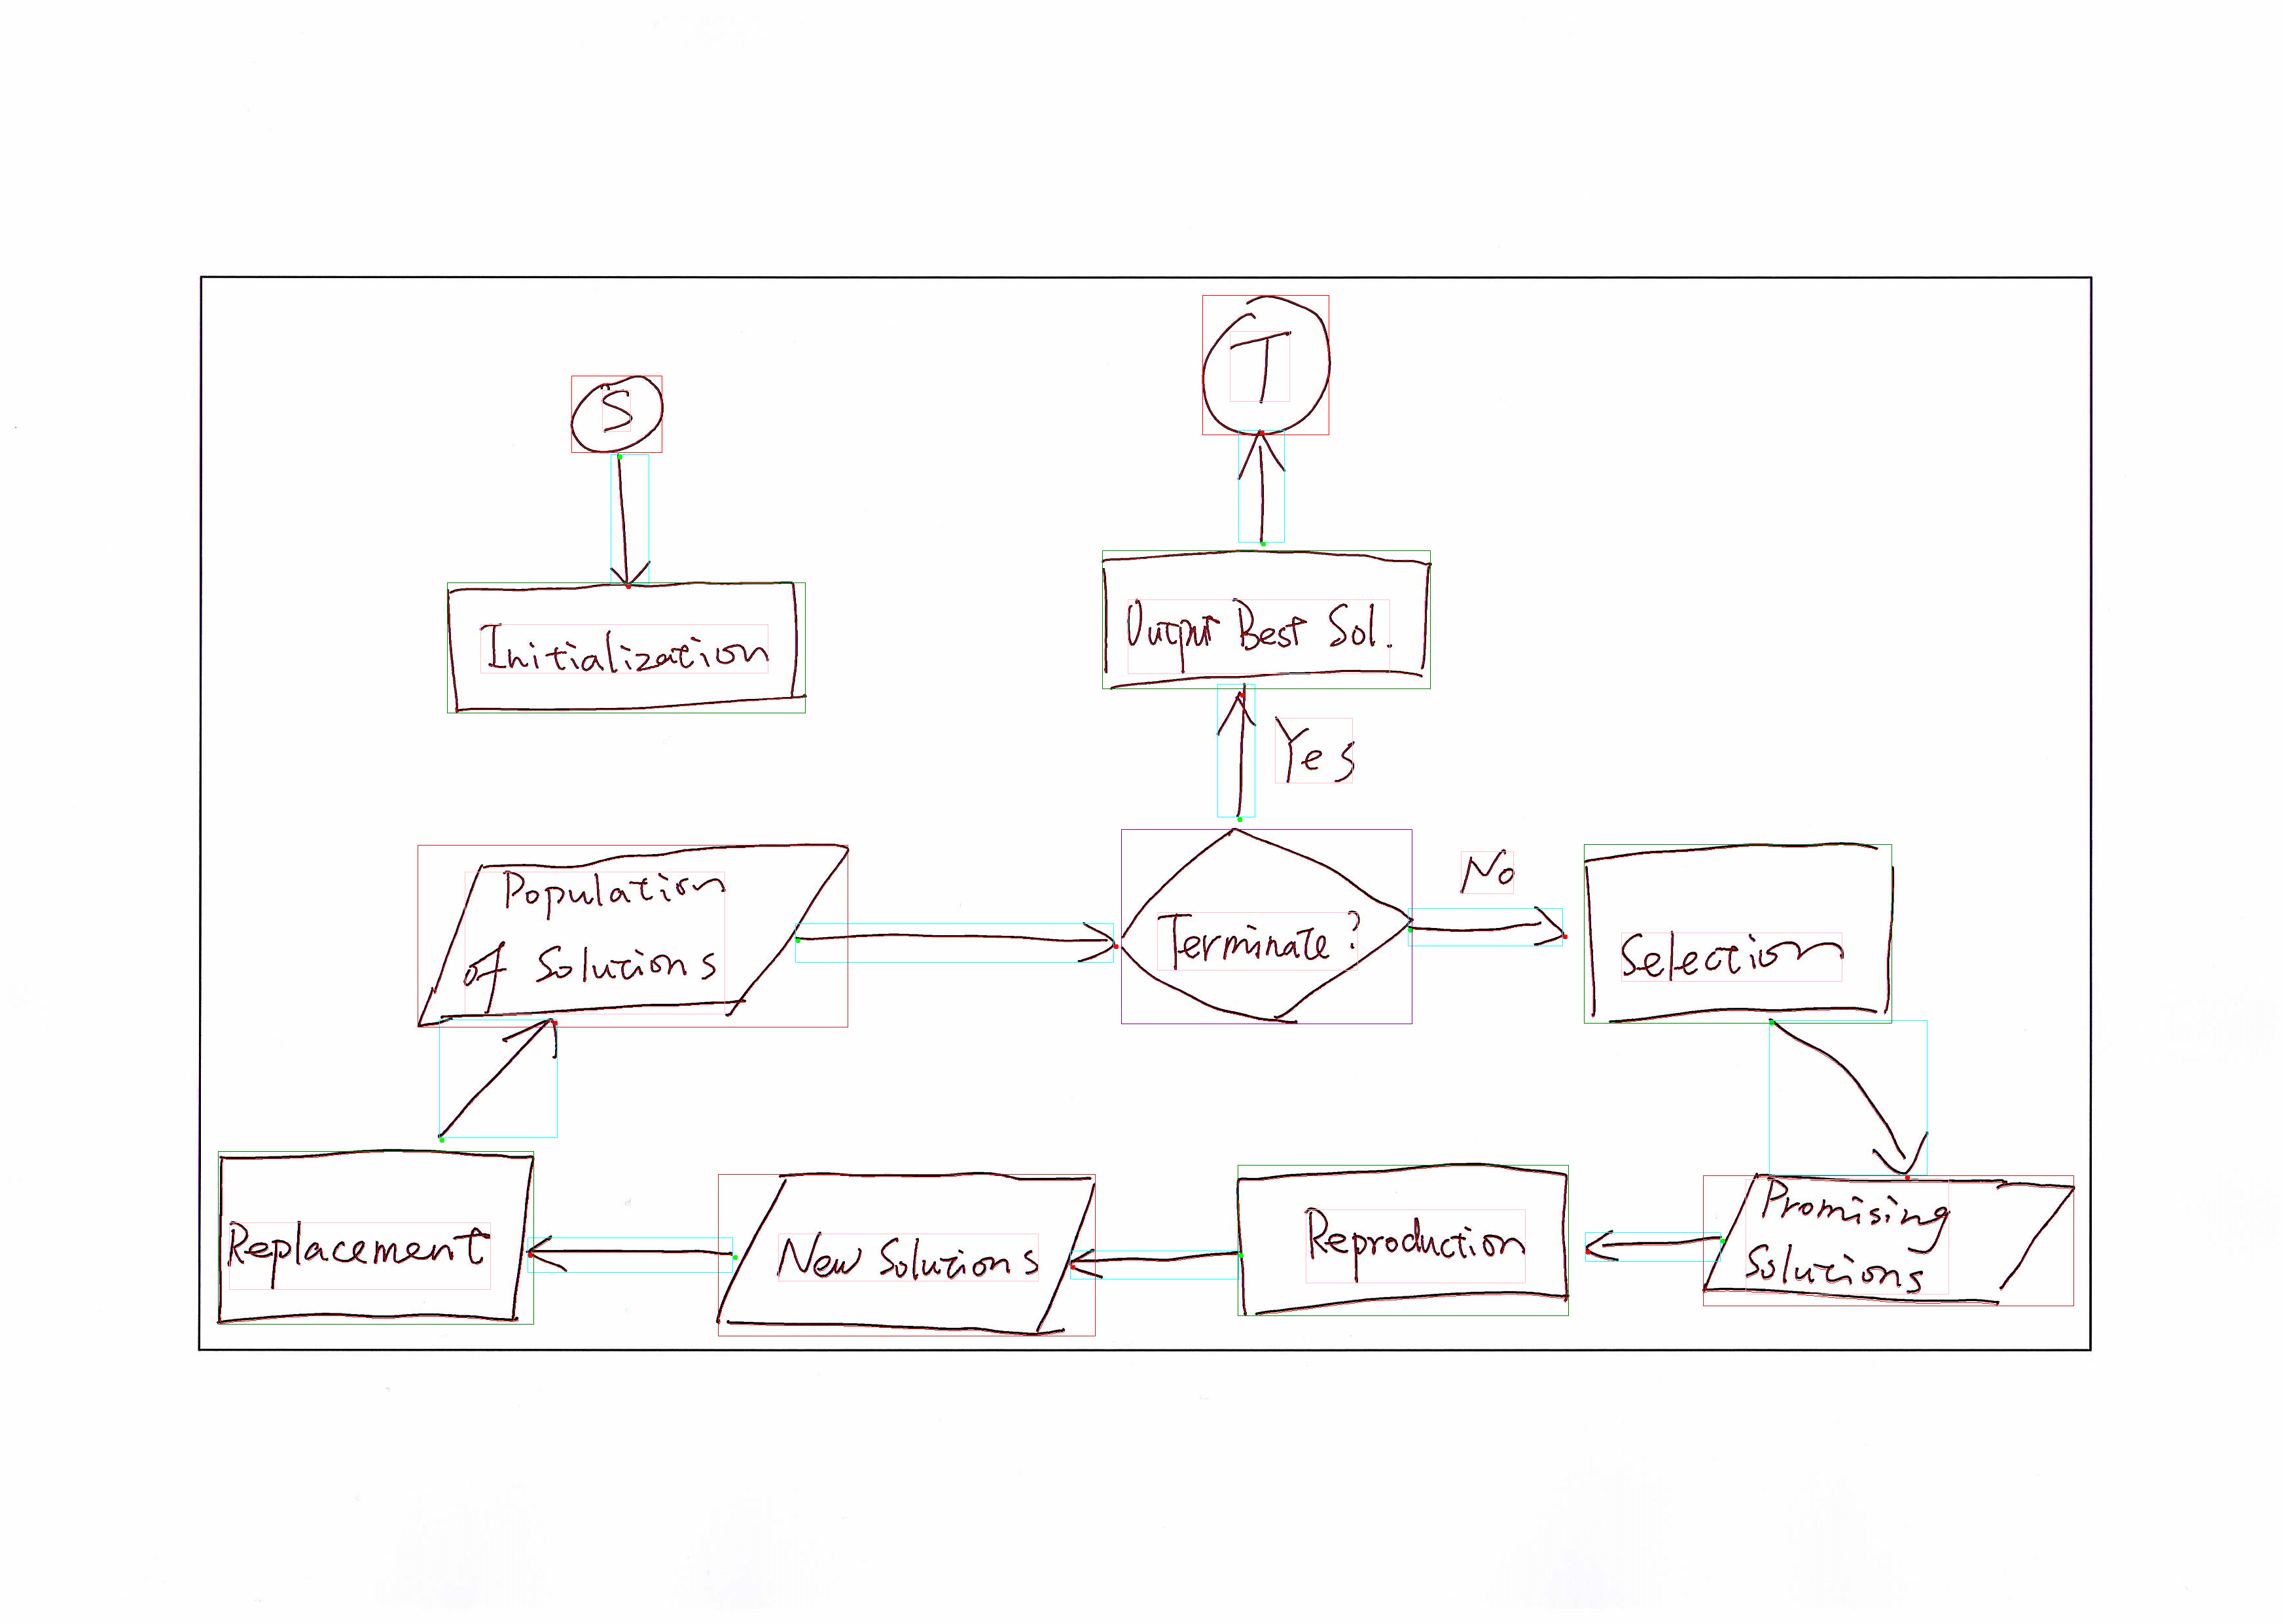 T
S
Initialization
Output Best Sol.
Yes
Population
of Solutions
Terminate?
No
Selection
Replacement
New Solutions
Reproduction
Promising
Solutions